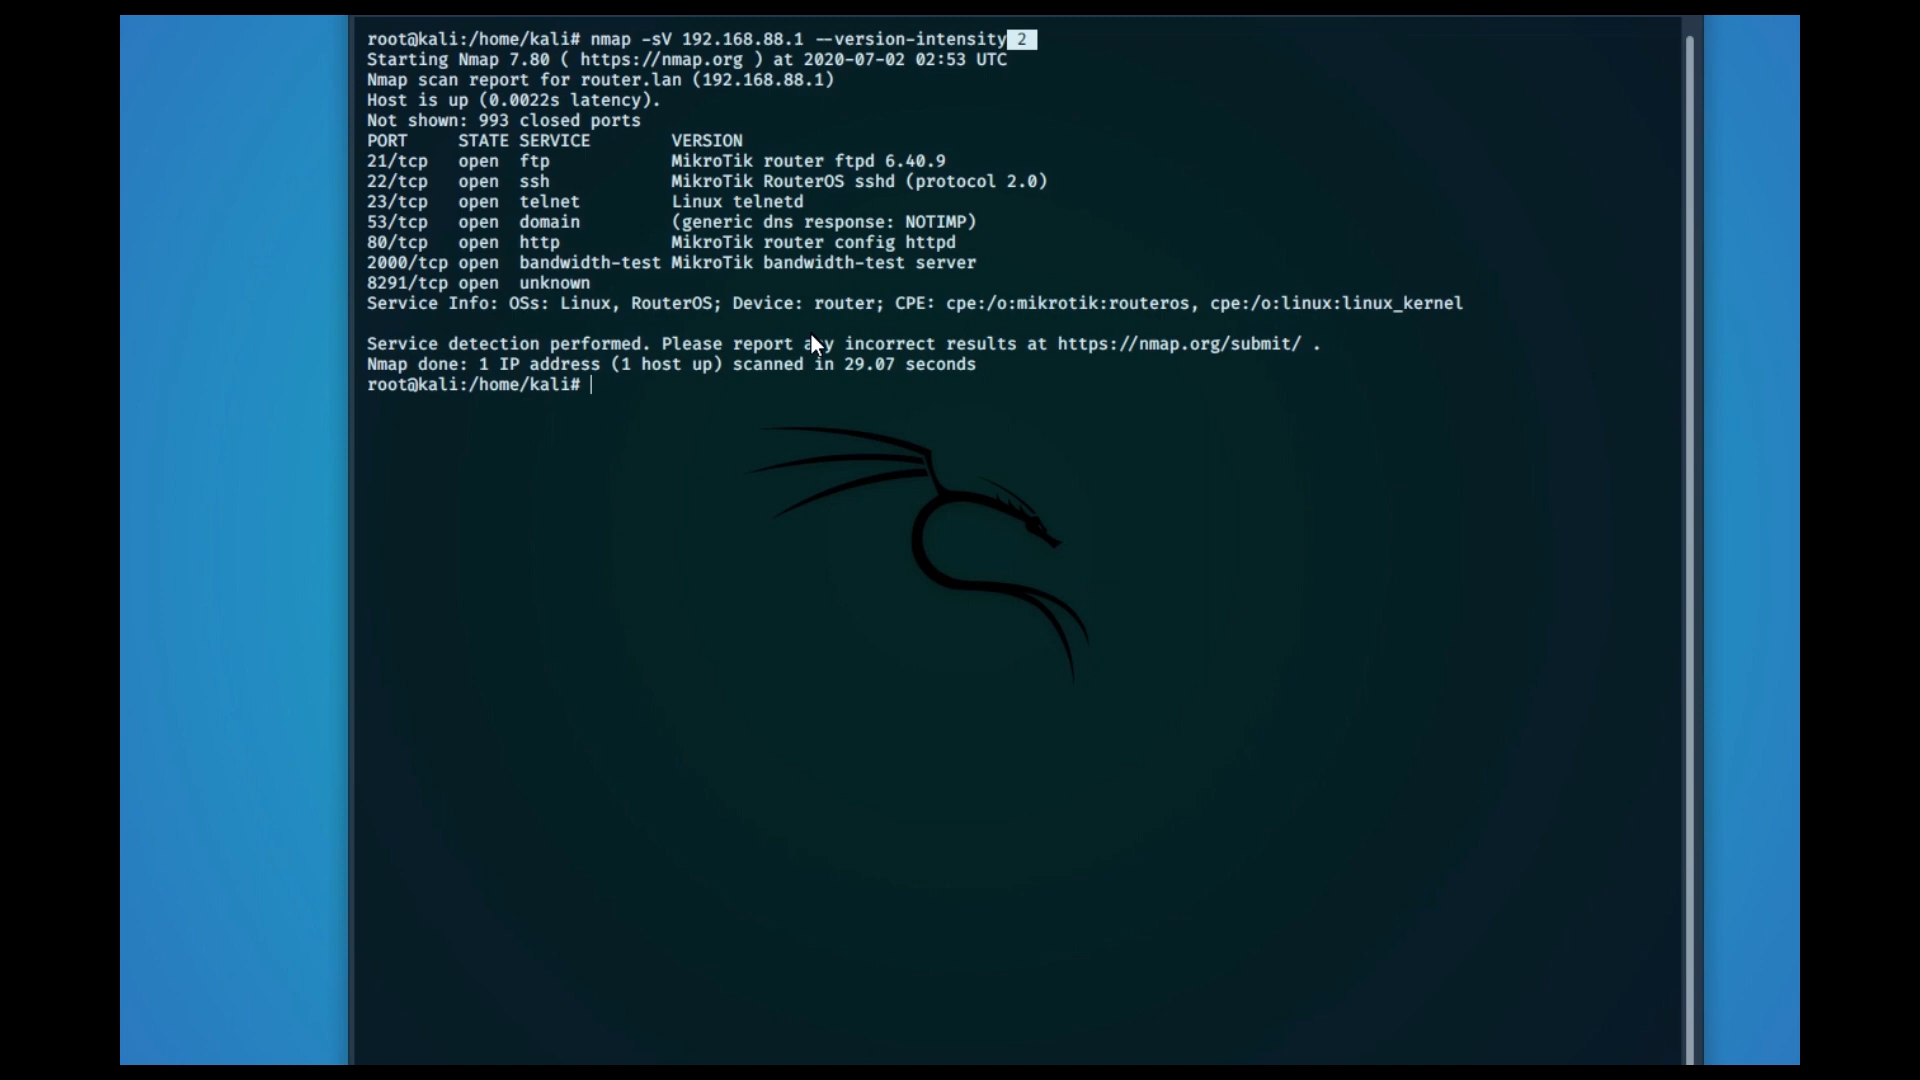 root@kali:/home/kali# nmap -sV 192.168.88.1 --version-intensity 2
Starting Nmap 7.80 ( https://nmap.org ) at 2020-07-02 02:53 UTC
Nmap scan report for router.lan (192.168.88.1)
Host is up (0.0022s latency).
Not shown: 993 closed ports
PORT     STATE SERVICE        VERSION
21/tcp   open  ftp            MikroTik router ftpd 6.40.9
22/tcp   open  ssh            MikroTik RouterOS sshd (protocol 2.0)
23/tcp   open  telnet         Linux telnetd
53/tcp   open  domain         (generic dns response: NOTIMP)
80/tcp   open  http           MikroTik router config httpd
2000/tcp open  bandwidth-test MikroTik bandwidth-test server
8291/tcp open  unknown
Service Info: OSs: Linux, RouterOS; Device: router; CPE: cpe:/o:mikrotik:routeros, cpe:/o:linux:linux_kernel
Service detection performed. Please report any incorrect results at https://nmap.org/submit/ .
Nmap done: 1 IP address (1 host up) scanned in 29.07 seconds
root@kali:/home/kali#